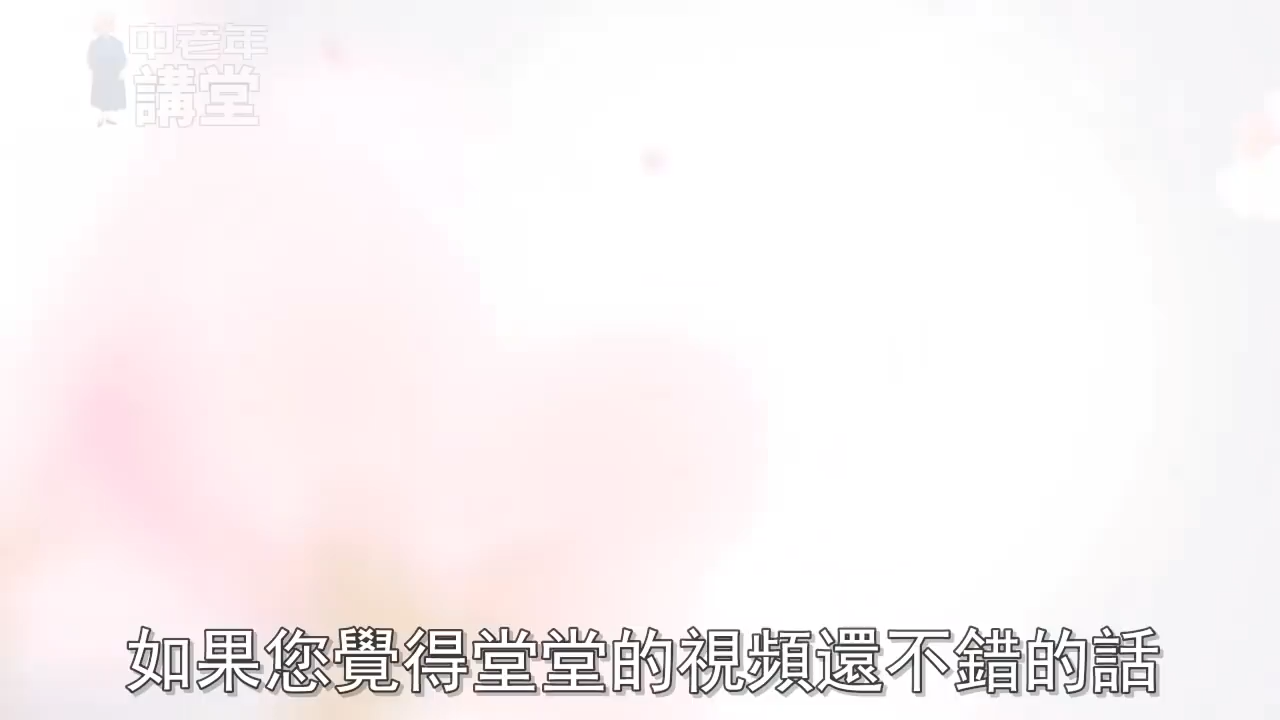 中老年
講堂
如果您覺得堂堂的視頻還不錯的話